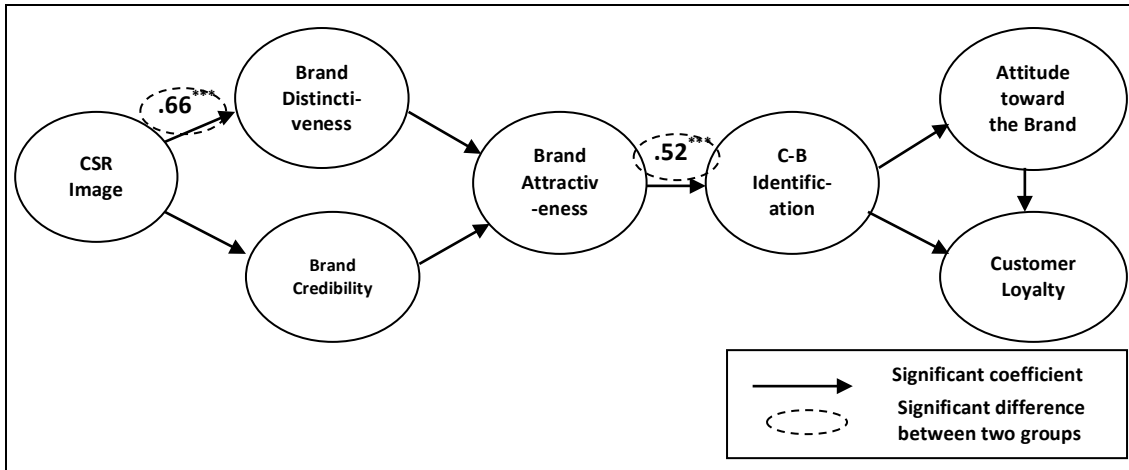 CSR
Image
.66***
Brand
Distincti-
veness
Brand
Credibility
Brand
Attractiv
-eness
.52***
C-B
Identific-
ation
Attitude
toward
the Brand
Customer
Loyalty
Significant coefficient
Significant difference
between two groups